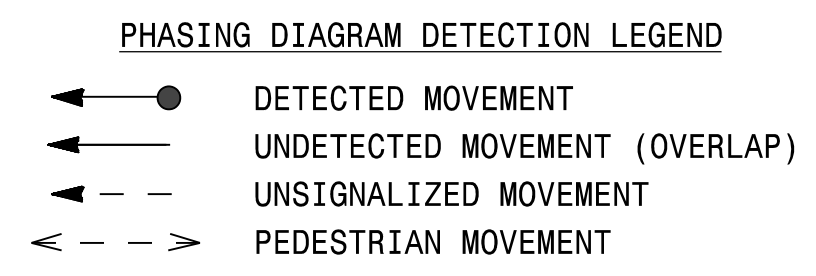 PHASING DIAGRAM DETECTION LEGEND
DETECTED MOVEMENT
UNDETECTED MOVEMENT (OVERLAP)
UNSIGNALIZED MOVEMENT
PEDESTRIAN MOVEMENT